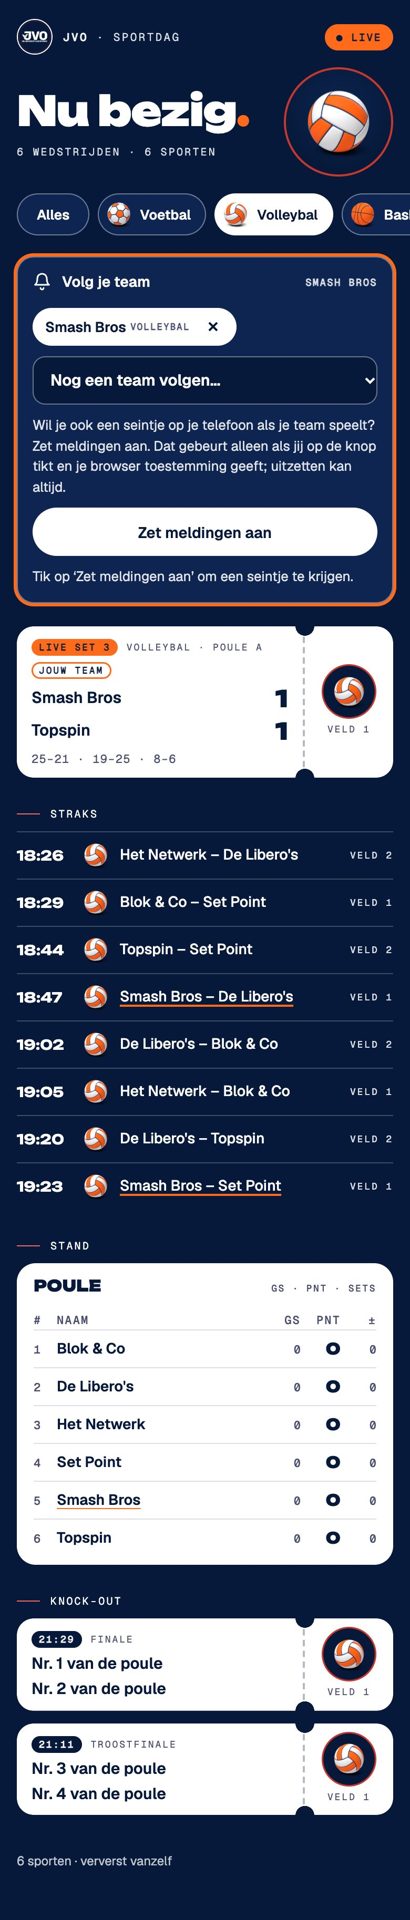 JVO JVO · SPORTDAG LIVE
Nu bezig.
6 WEDSTRIJDEN · 6 SPORTEN
Alles Voetbal Volleybal Bas
Volg je team SMASH BROS
Smash Bros VOLLEYBAL ✕
Nog een team volgen...
Wil je ook een seintje op je telefoon als je team speelt?
Zet meldingen aan. Dat gebeurt alleen als jij op de knop
tikt en je browser toestemming geeft; uitzetten kan
altijd.
Zet meldingen aan
Tik op ‘Zet meldingen aan’ om een seintje te krijgen.
LIVE SET 3 VOLLEYBAL · POULE A
JOUW TEAM
Smash Bros 1
Topspin 1
VELD 1
25–21 · 19–25 · 8–6
STRAKS
18:26 Het Netwerk – De Libero's VELD 2
18:29 Blok & Co – Set Point VELD 1
18:44 Topspin – Set Point VELD 2
18:47 Smash Bros – De Libero's VELD 1
19:02 De Libero's – Blok & Co VELD 2
19:05 Het Netwerk – Blok & Co VELD 1
19:20 De Libero's – Topspin VELD 2
19:23 Smash Bros – Set Point VELD 1
STAND
POULE GS · PNT · SETS
# NAAM GS PNT ±
1 Blok & Co 0 0 0
2 De Libero's 0 0 0
3 Het Netwerk 0 0 0
4 Set Point 0 0 0
5 Smash Bros 0 0 0
6 Topspin 0 0 0
KNOCK-OUT
21:29 FINALE
Nr. 1 van de poule
Nr. 2 van de poule
VELD 1
21:11 TROOSTFINALE
Nr. 3 van de poule
Nr. 4 van de poule
VELD 1
6 sporten · ververst vanzelf